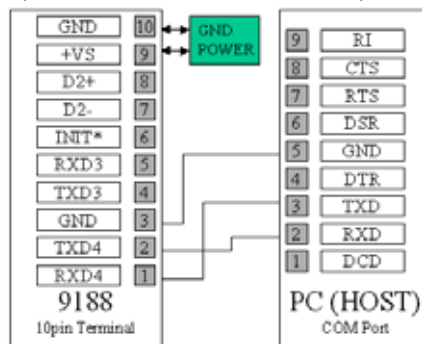 GND 10
+VS 9
D2+ 8
D2- 7
INIT* 6
RXD3 5
TXD3 4
GND 3
TXD4 2
RXD4 1
9188
10pin Terminal
GND
POWER
9 RI
8 CTS
7 RTS
6 DSR
5 GND
4 DTR
3 TXD
2 RXD
1 DCD
PC (HOST)
COM Port